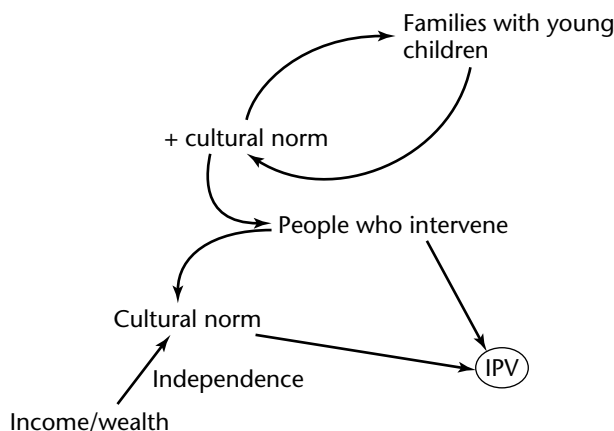 Families with young
children
+ cultural norm
People who intervene
Cultural norm
IPV
Independence
Income/wealth